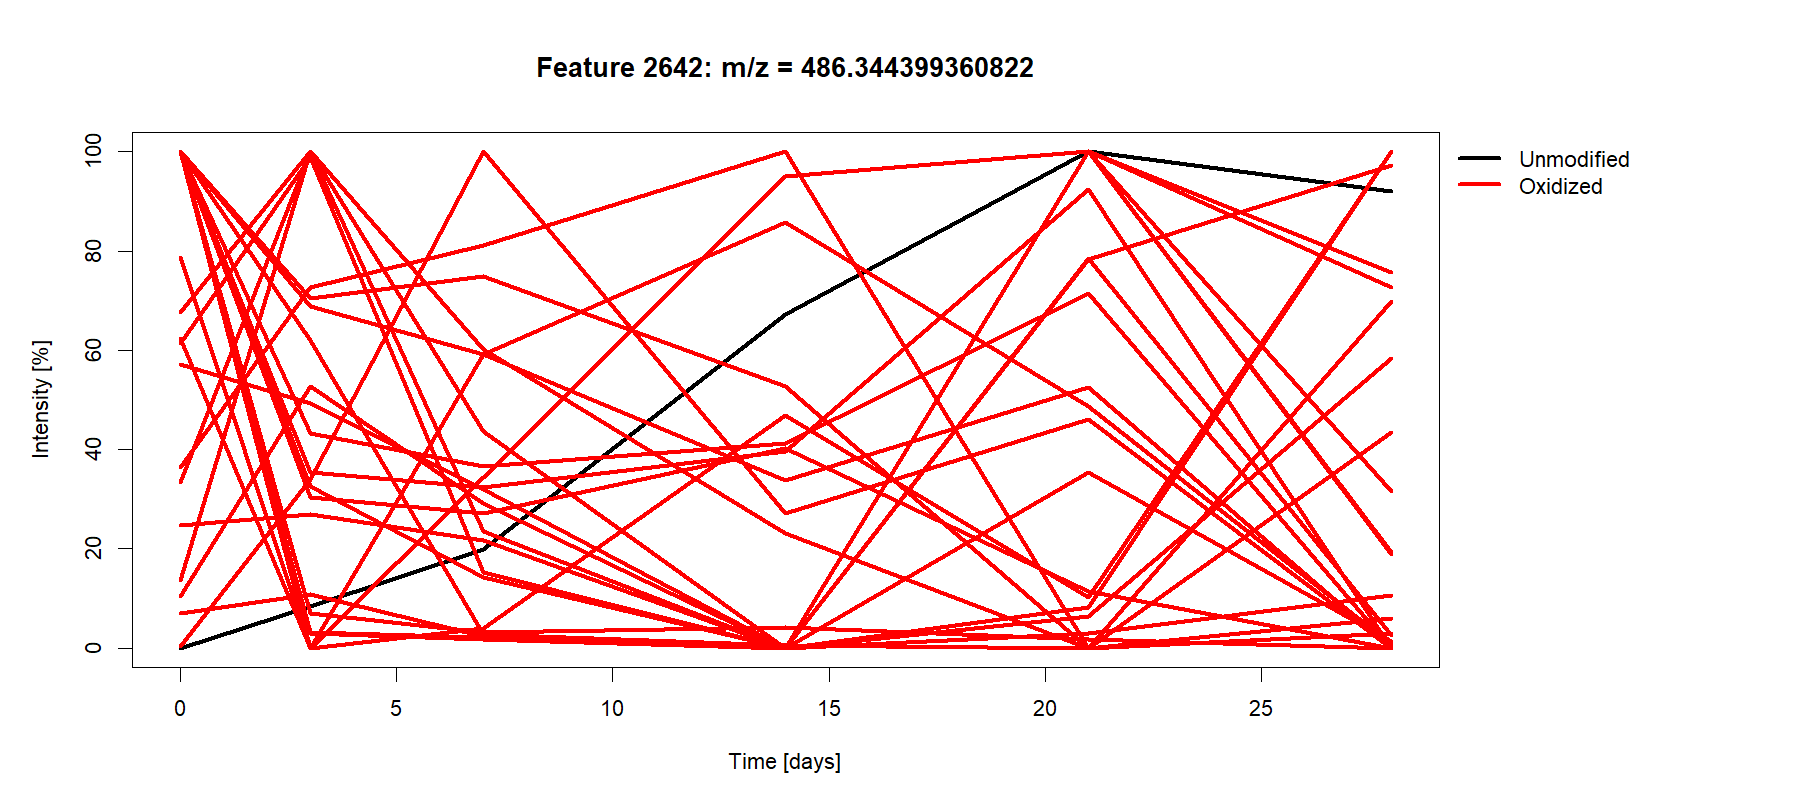 Feature 2642: m/z = 486.344399360822
Unmodified
Oxidized
Intensity [%]
100
80
60
40
20
0
0 5 10 15 20 25
Time [days]